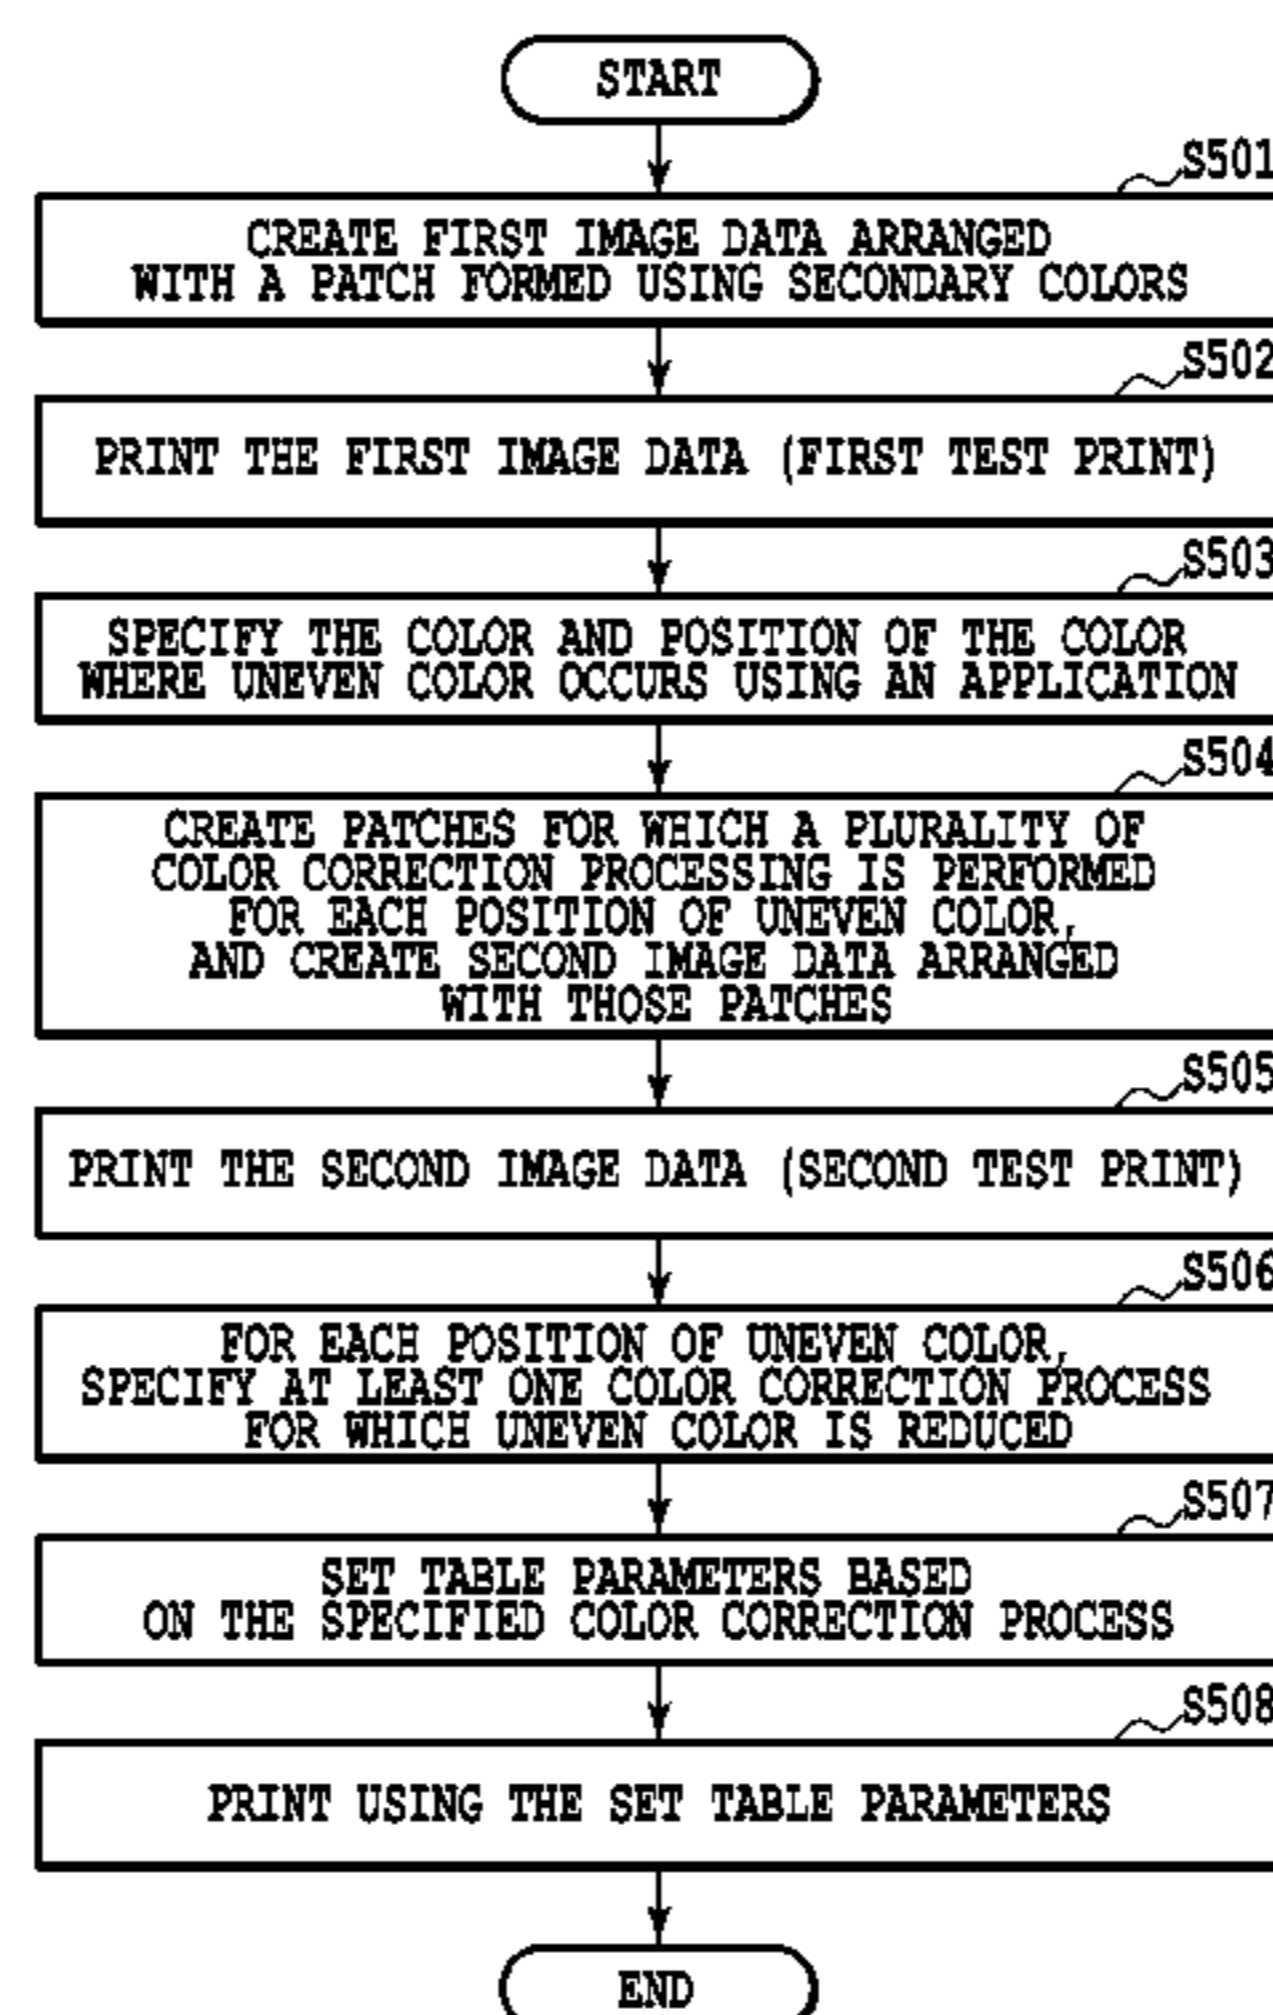 START
S501
CREATE FIRST IMAGE DATA ARRANGED
WITH A PATCH FORMED USING SECONDARY COLORS
S502
PRINT THE FIRST IMAGE DATA (FIRST TEST PRINT)
S503
SPECIFY THE COLOR AND POSITION OF THE COLOR
WHERE UNEVEN COLOR OCCURS USING AN APPLICATION
S504
CREATE PATCHES FOR WHICH A PLURALITY OF
COLOR CORRECTION PROCESSING IS PERFORMED
FOR EACH POSITION OF UNEVEN COLOR,
AND CREATE SECOND IMAGE DATA ARRANGED
WITH THOSE PATCHES
S505
PRINT THE SECOND IMAGE DATA (SECOND TEST PRINT)
S506
FOR EACH POSITION OF UNEVEN COLOR,
SPECIFY AT LEAST ONE COLOR CORRECTION PROCESS
FOR WHICH UNEVEN COLOR IS REDUCED
S507
SET TABLE PARAMETERS BASED
ON THE SPECIFIED COLOR CORRECTION PROCESS
S508
PRINT USING THE SET TABLE PARAMETERS
END